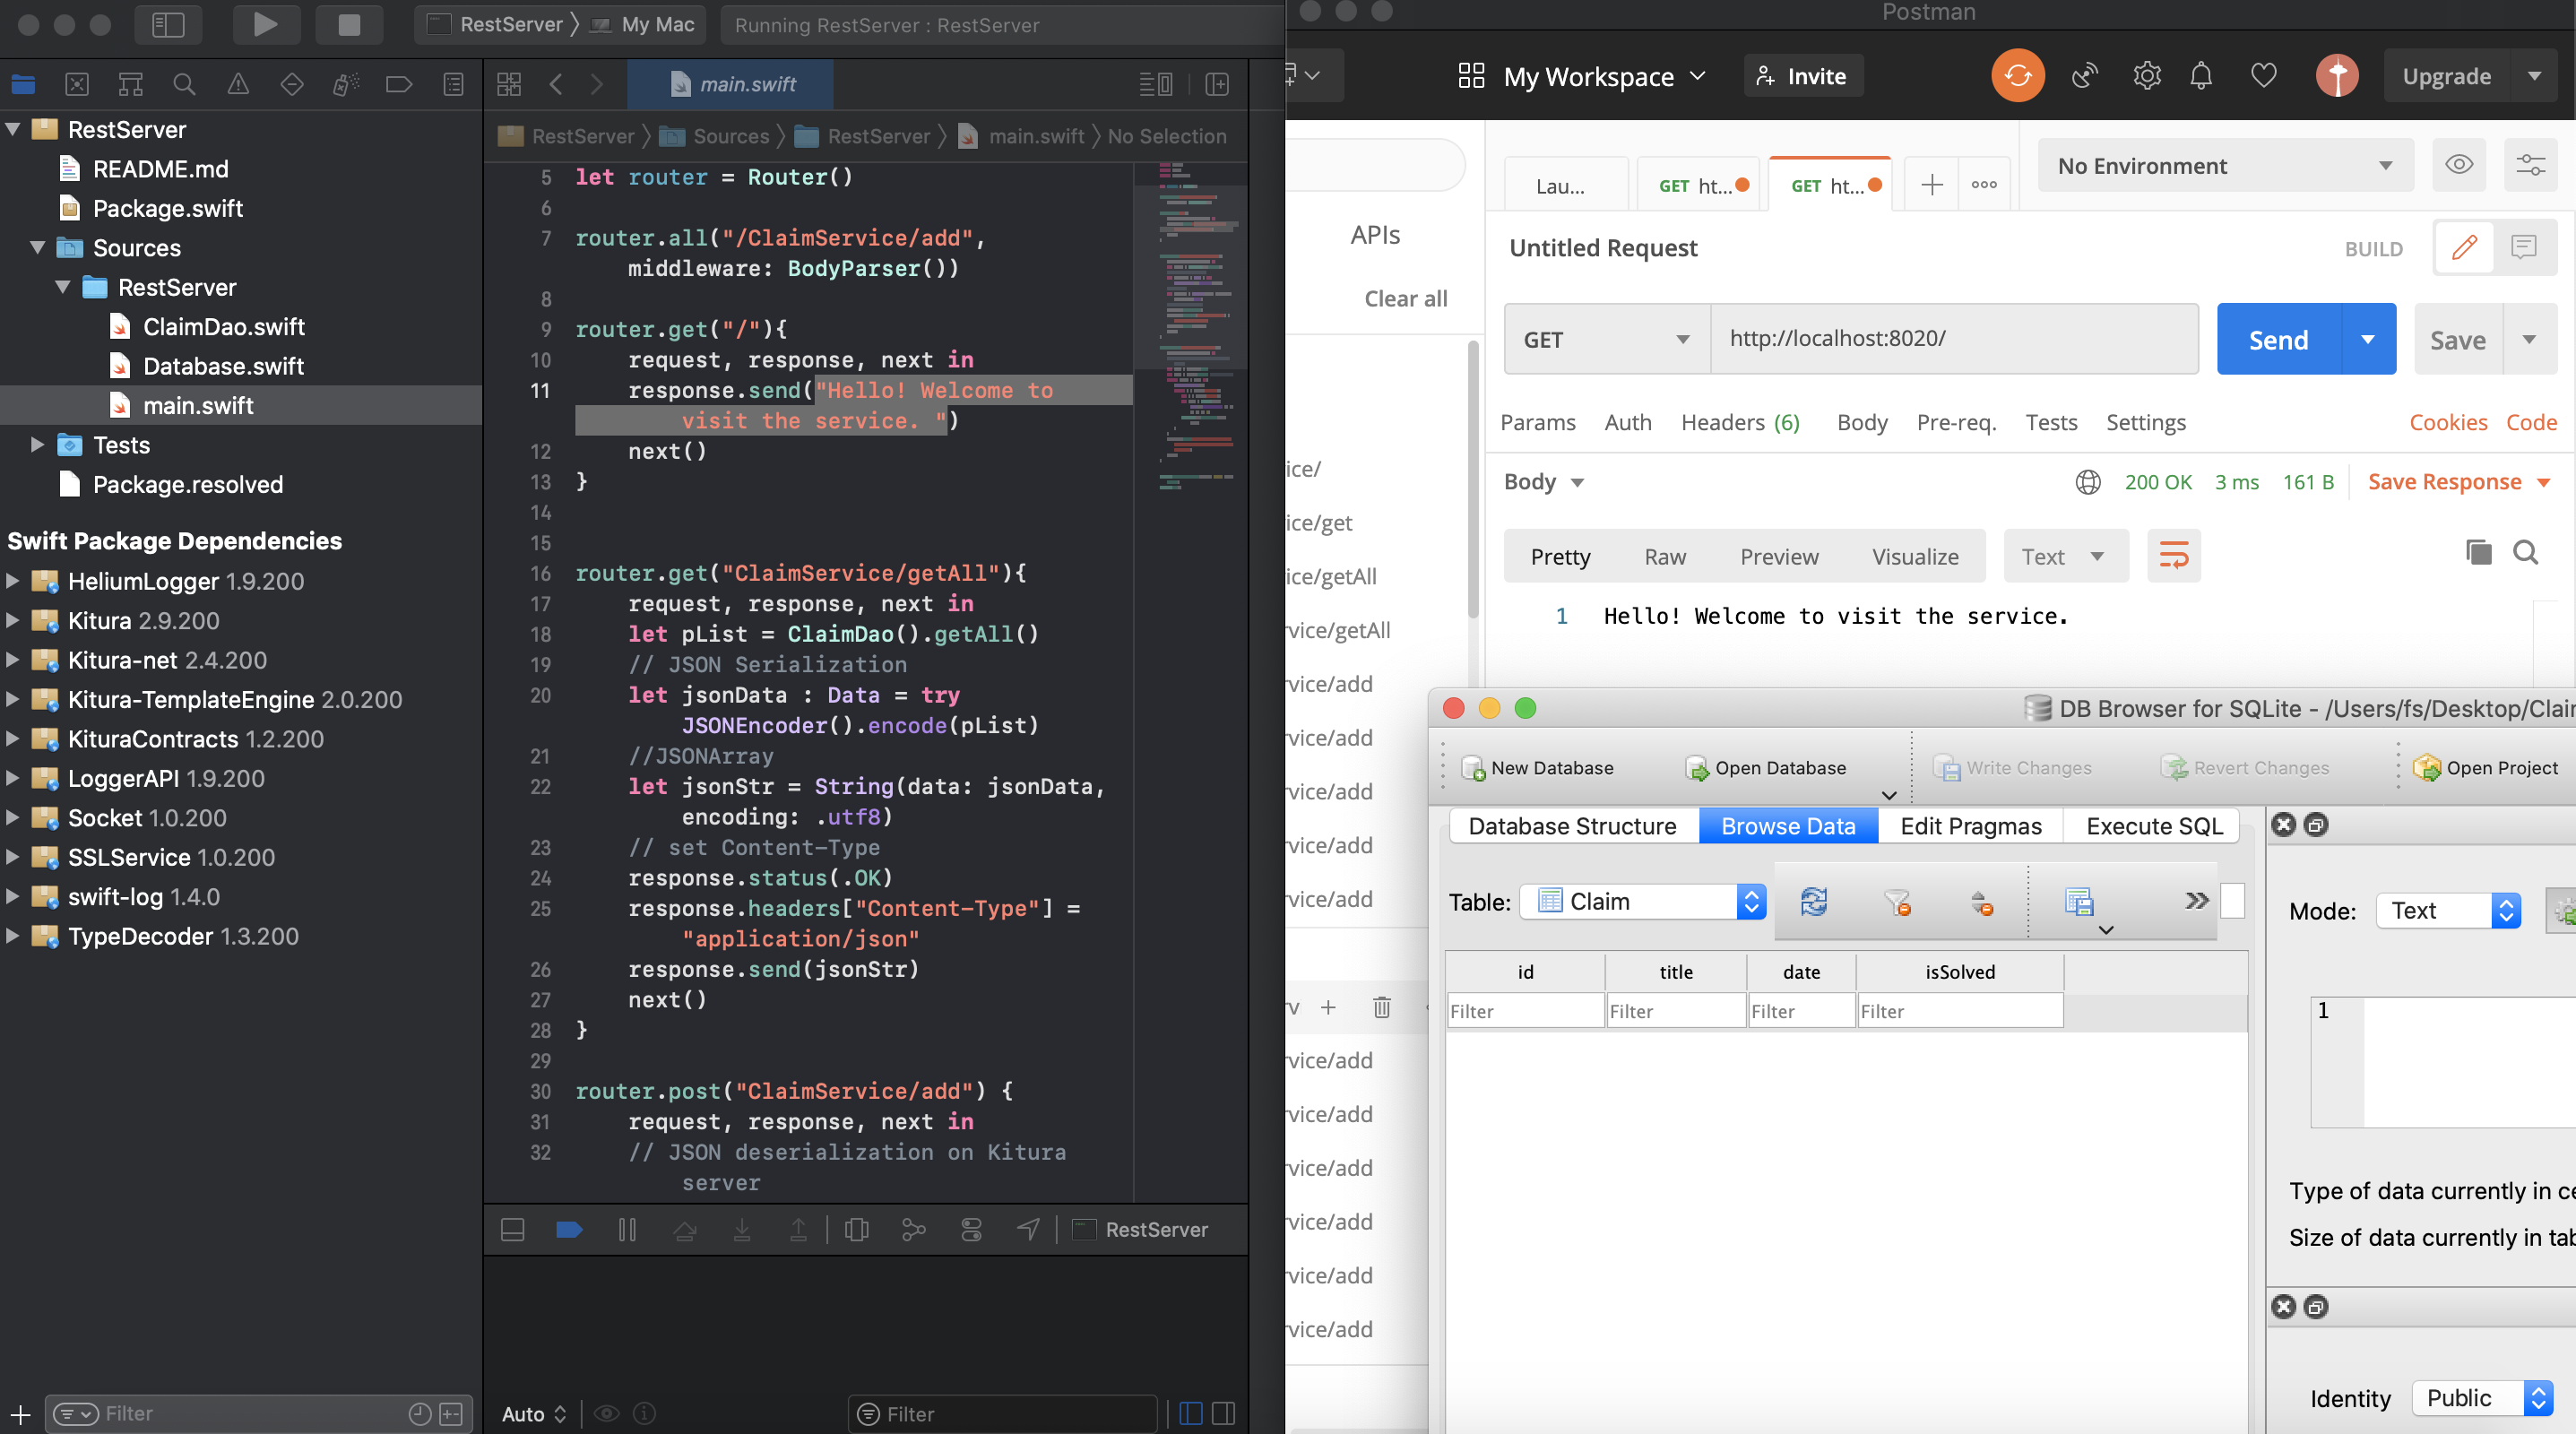 RestServer
My Mac
Running RestServer : RestServer
RestServer
README.md
Package.swift
Sources
RestServer
ClaimDao.swift
Database.swift
main.swift
Tests
Package.resolved
Swift Package Dependencies
HeliumLogger 1.9.200
Kitura 2.9.200
Kitura-net 2.4.200
Kitura-TemplateEngine 2.0.200
KituraContracts 1.2.200
LoggerAPI 1.9.200
Socket 1.0.200
SSLService 1.0.200
swift-log 1.4.0
TypeDecoder 1.3.200
Filter
main.swift
RestServer
Sources
RestServer
main.swift
No Selection
5 let router = Router()
6
7 router.all("/ClaimService/add",
middleware: BodyParser())
8
9 router.get("/"){
10 request, response, next in
11 response.send("Hello! Welcome to
visit the service. ")
12 next()
13 }
14
15
16 router.get("ClaimService/getAll"){
17 request, response, next in
18 let pList = ClaimDao().getAll()
19 // JSON Serialization
20 let jsonData : Data = try
JSONEncoder().encode(pList)
21 //JSONArray
22 let jsonStr = String(data: jsonData,
encoding: .utf8)
23 // set Content-Type
24 response.status(.OK)
25 response.headers["Content-Type"] =
"application/json"
26 response.send(jsonStr)
27 next()
28 }
29
30 router.post("ClaimService/add") {
31 request, response, next in
32 // JSON deserialization on Kitura
server
RestServer
Auto
Filter
Postman
My Workspace
Invite
Upgrade
APIs
Clear all
ice/
ice/get
ice/getAll
vice/getAll
vice/add
vice/add
vice/add
vice/add
vice/add
v
vice/add
vice/add
vice/add
vice/add
vice/add
vice/add
Lau...
GET ht...
GET ht...
No Environment
Untitled Request
BUILD
GET
http://localhost:8020/
Send
Save
Params
Auth
Headers (6)
Body
Pre-req.
Tests
Settings
Cookies
Code
Body
200 OK
3 ms
161 B
Save Response
Pretty
Raw
Preview
Visualize
Text
1 Hello! Welcome to visit the service.
DB Browser for SQLite - /Users/fs/Desktop/Clai
New Database
Open Database
Write Changes
Revert Changes
Open Project
Database Structure
Browse Data
Edit Pragmas
Execute SQL
Table:
Claim
id
title
date
isSolved
Filter
Filter
Filter
Filter
Mode:
Text
1
Type of data currently in ce
Size of data currently in tab
Identity
Public